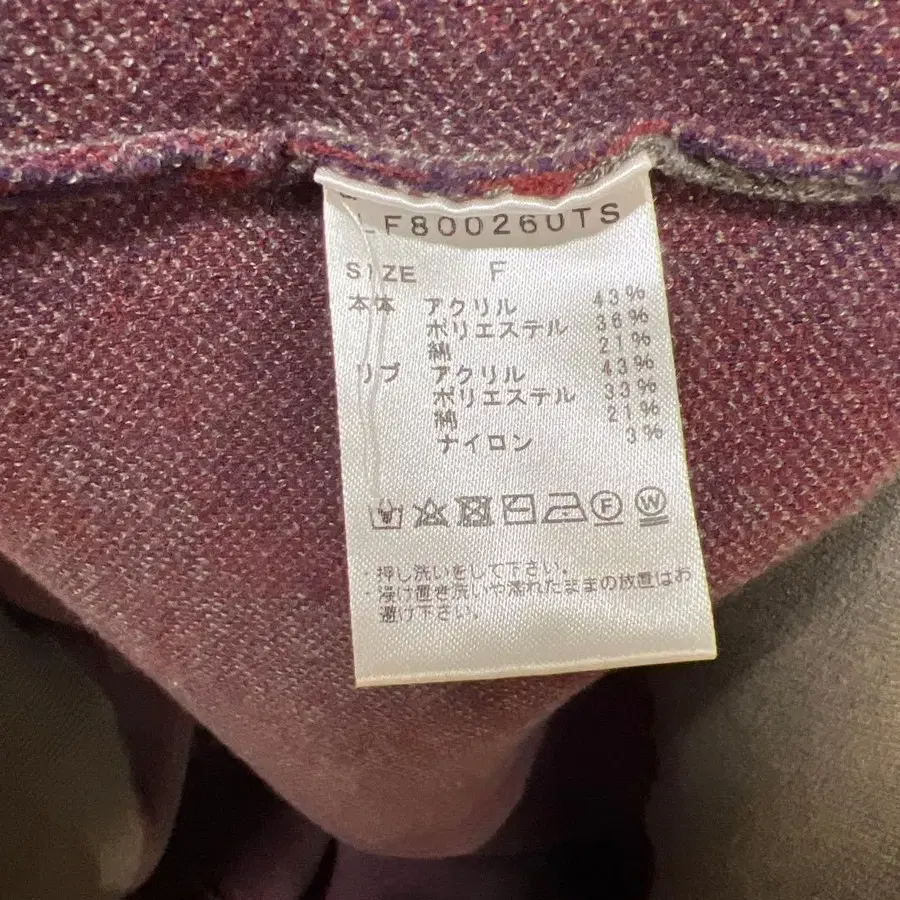 LF800260TS
SIZE F
本体 アクリル 43%
ポリエステル 36%
綿 21%
リブ アクリル 43%
ポリエステル 33%
綿 21%
ナイロン 3%
F W
・押し洗いをして下さい。
・浸け置き洗いや濡れたままの放置はお
避け下さい。